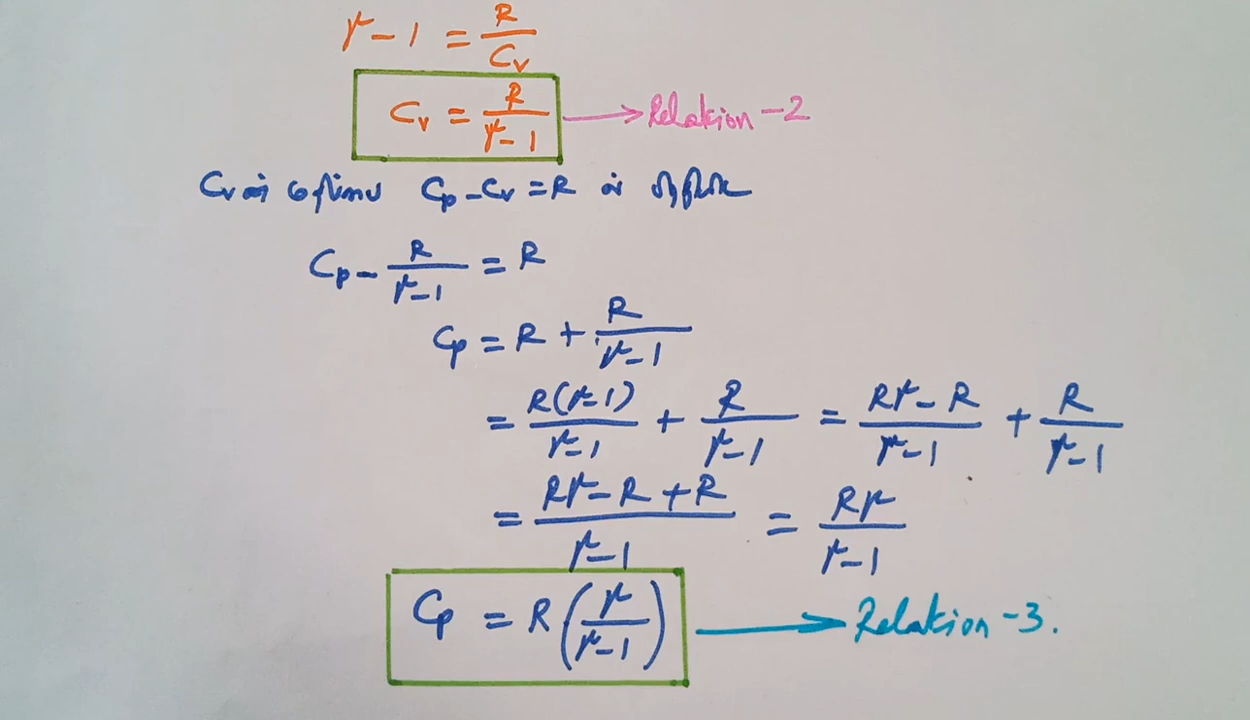 γ - 1 = R/Cv
Cv = R/(γ-1) → Relation - 2
Cp - Cv = R
Cp - R/(γ-1) = R
Cp = R + R/(γ-1)
= R(γ-1)/(γ-1) + R/(γ-1) = (Rγ - R)/(γ-1) + R/(γ-1)
= (Rγ - R + R)/(γ-1) = Rγ/(γ-1)
Cp = R(γ/(γ-1)) → Relation - 3.